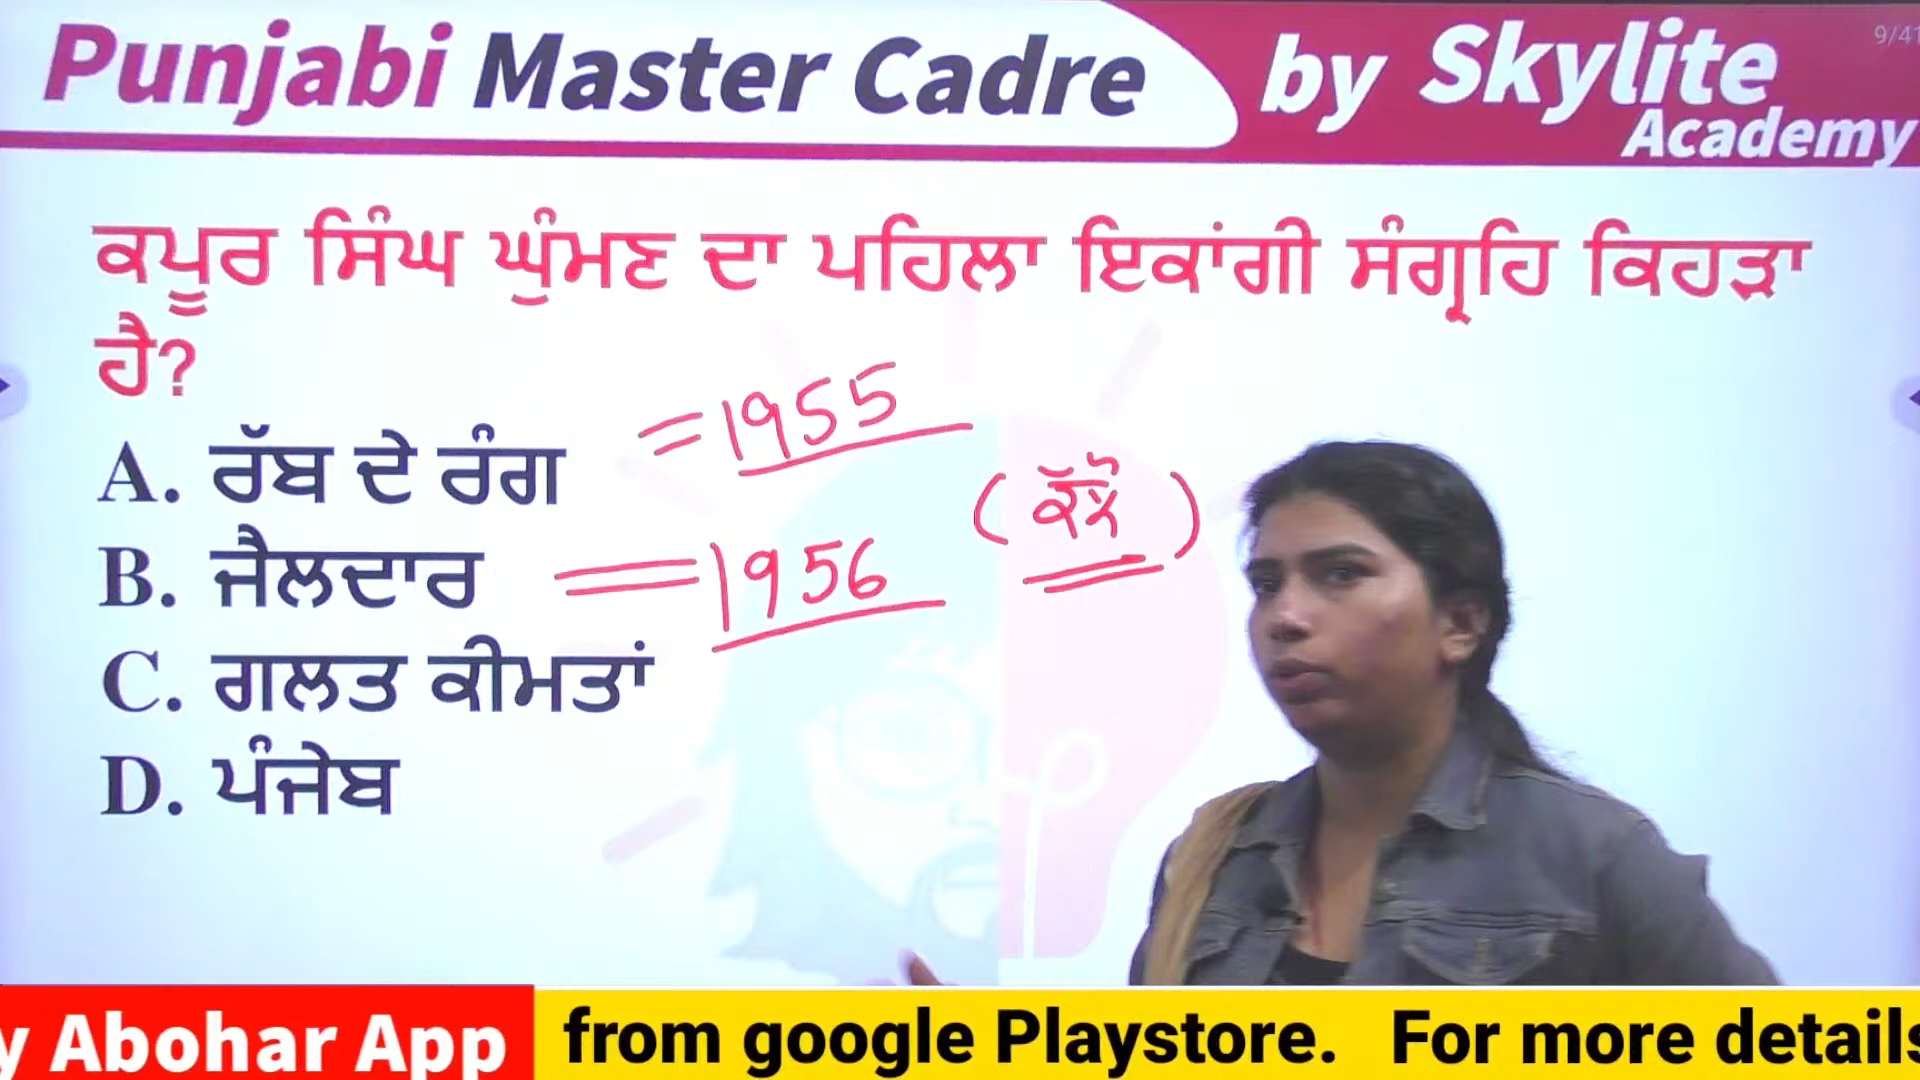 Punjabi Master Cadre by Skylite
Academy
9/41
ਕਪੂਰ ਸਿੰਘ ਘੁੰਮਣ ਦਾ ਪਹਿਲਾ ਇਕਾਂਗੀ ਸੰਗ੍ਰਹਿ ਕਿਹੜਾ
ਹੈ?
= 1955
A. ਰੱਬ ਦੇ ਰੰਗ
B. ਜੈਲਦਾਰ = 1956
C. ਗਲਤ ਕੀਮਤਾਂ
D. ਪੰਜੇਬ
y Abohar App from google Playstore. For more details